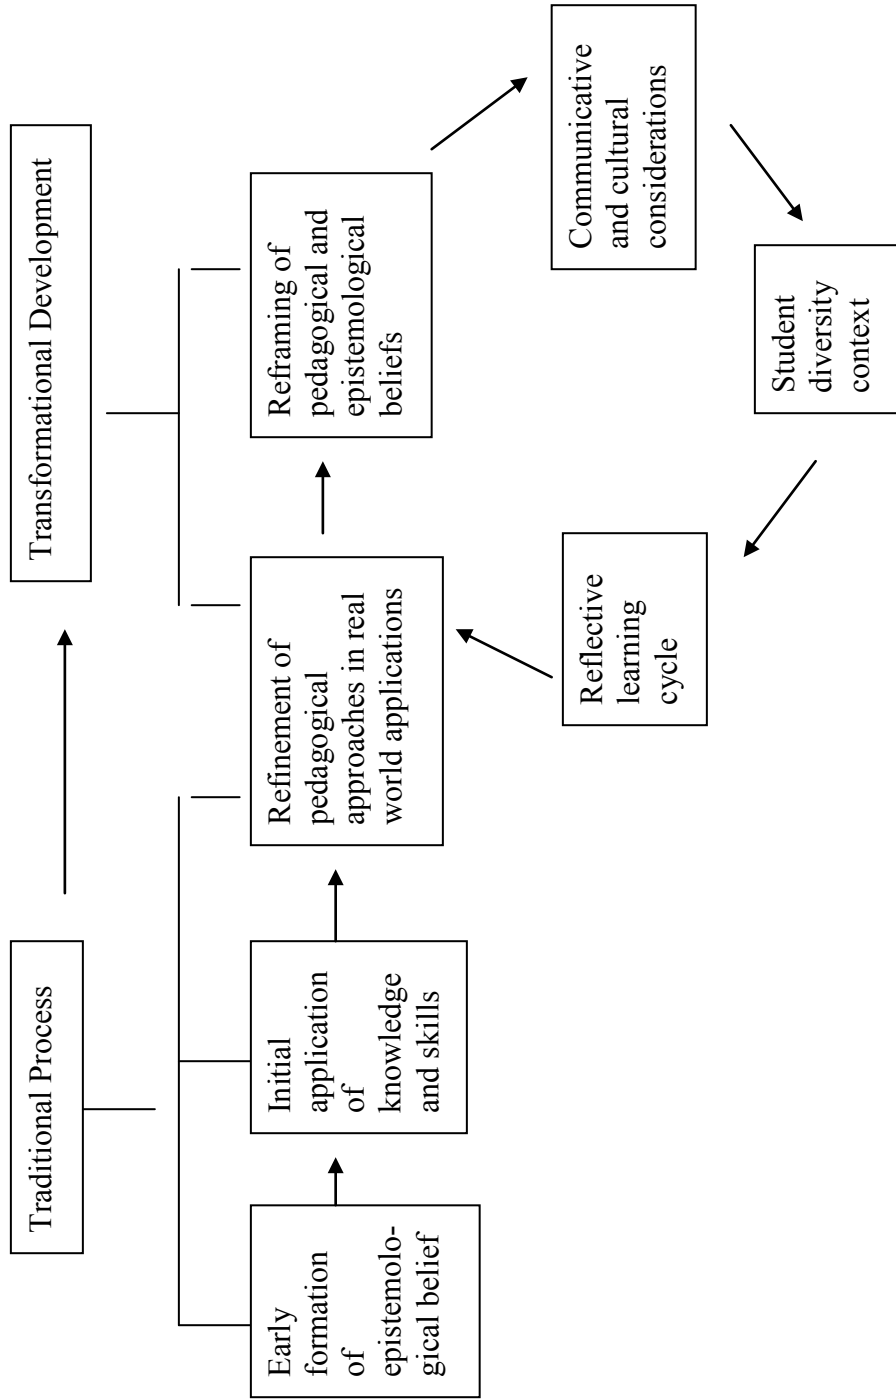 Traditional Process
Transformational Development
Early
formation
of
epistemolo-
gical belief
Initial
application
of
knowledge
and skills
Refinement of
pedagogical
approaches in real
world applications
Reframing of
pedagogical and
epistemological
beliefs
Communicative
and cultural
considerations
Student
diversity
context
Reflective
learning
cycle